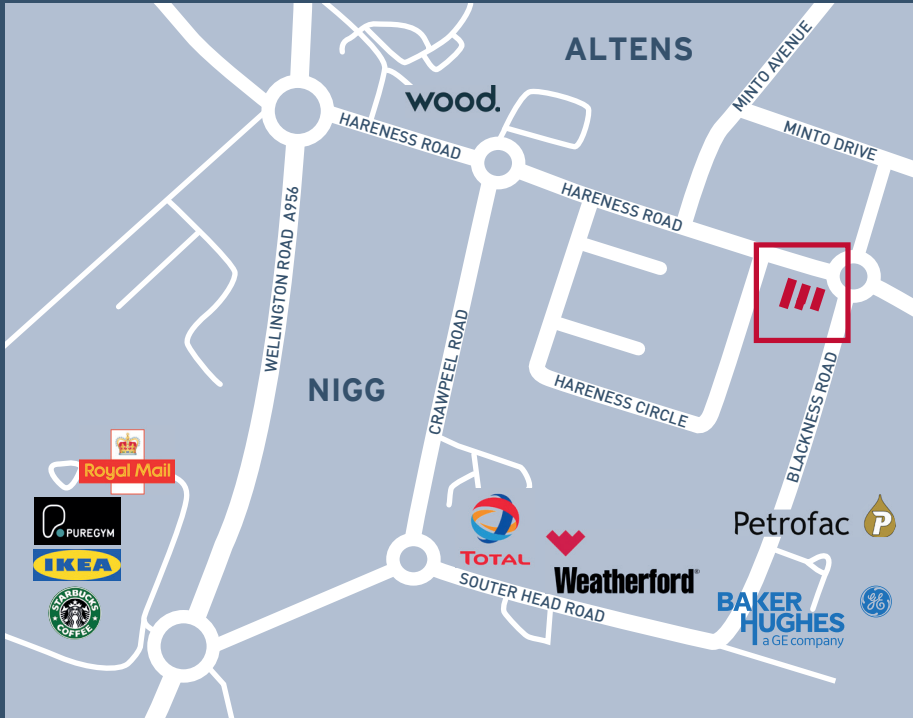 ALTENS
MINTO AVENUE
wood.
HARENESS ROAD
MINTO DRIVE
HARENESS ROAD
WELLINGTON ROAD A956
CRAWPEEL ROAD
NIGG
HARENESS CIRCLE
BLACKNESS ROAD
Royal Mail
PUREGYM
IKEA
STARBUCKS
COFFEE
TOTAL
Weatherford®
SOUTER HEAD ROAD
Petrofac
P
BAKER
HUGHES
a GE company
GE